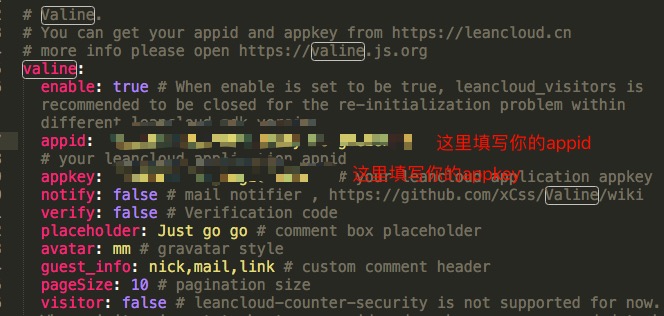 # Valine.
# You can get your appid and appkey from https://leancloud.cn
# more info please open https://valine.js.org
valine:
enable: true # When enable is set to be true, leancloud_visitors is
recommended to be closed for the re-initialization problem within
different leancloud adk version
appid: 这里填写你的appid
# your leancloud application appid
appkey: 这里填写你的appkey # your leancloud application appkey
notify: false # mail notifier , https://github.com/xCss/Valine/wiki
verify: false # Verification code
placeholder: Just go go # comment box placeholder
avatar: mm # gravatar style
guest_info: nick,mail,link # custom comment header
pageSize: 10 # pagination size
visitor: false # leancloud-counter-security is not supported for now.